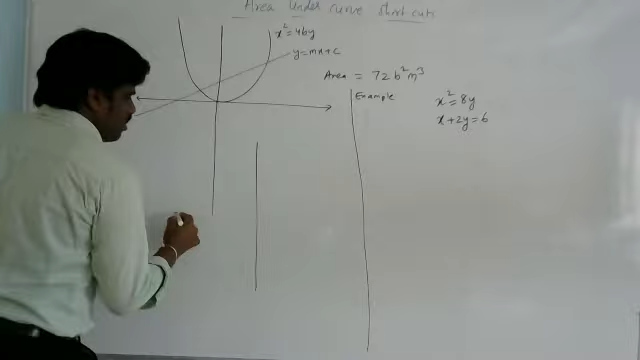 Area Under curve Short cuts
x² = 4by
y = mx + c
Area = 72 b² m³
Example
x² = 8y
x + 2y = 6